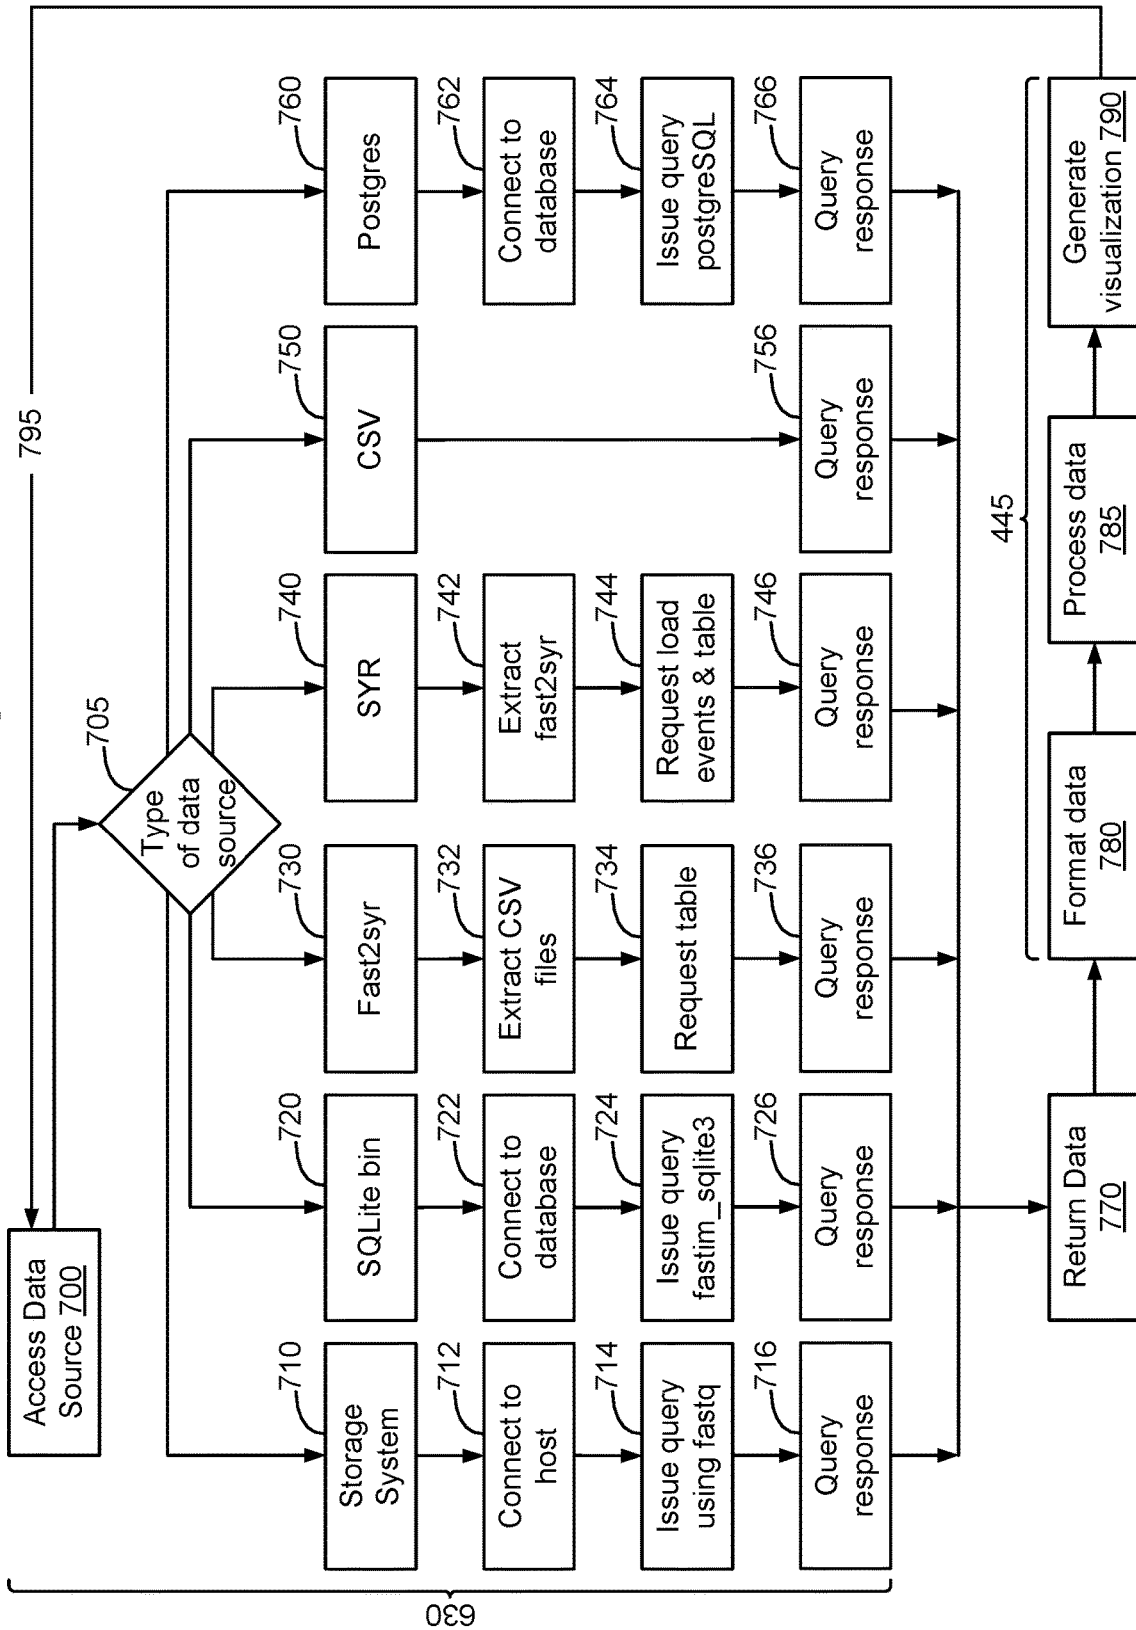 795
Access Data
Source 700
705
Type
of data
source
710
Storage
System
712
Connect to
host
714
Issue query
using fastq
716
Query
response
720
SQLite bin
722
Connect to
database
724
Issue query
fastim_sqlite3
726
Query
response
730
Fast2syr
732
Extract CSV
files
734
Request table
736
Query
response
740
SYR
742
Extract
fast2syr
744
Request load
events & table
746
Query
response
750
CSV
756
Query
response
760
Postgres
762
Connect to
database
764
Issue query
postgreSQL
766
Query
response
630
445
Return Data
770
Format data
780
Process data
785
Generate
visualization 790